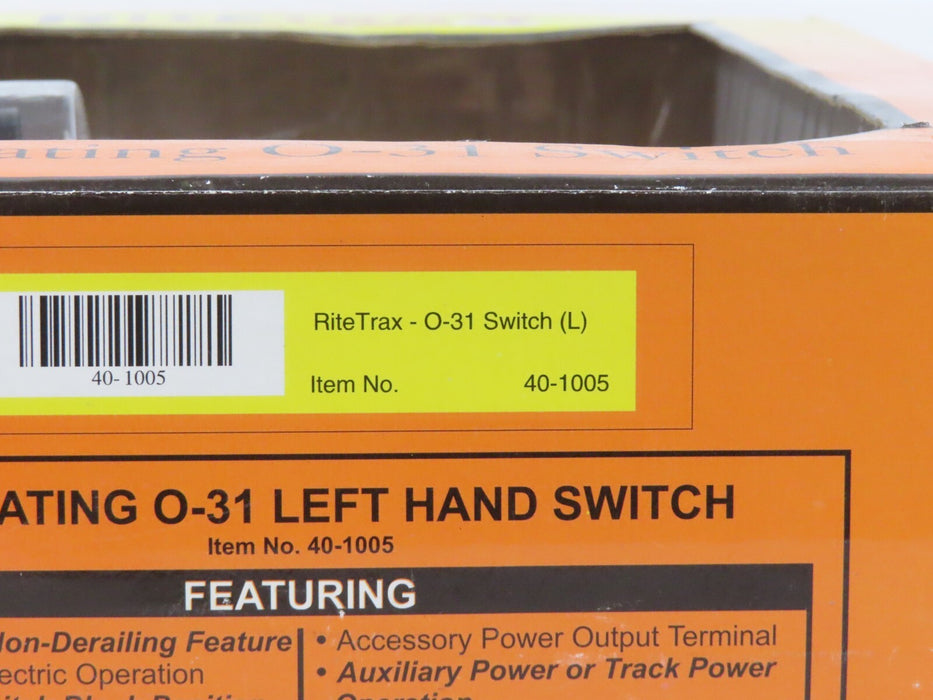 ating O-31 Switch
RiteTrax - O-31 Switch (L)
40-1005
Item No. 40-1005
ATING O-31 LEFT HAND SWITCH
Item No. 40-1005
FEATURING
Non-Derailing Feature
ectric Operation
• Accessory Power Output Terminal
• Auxiliary Power or Track Power
Operation